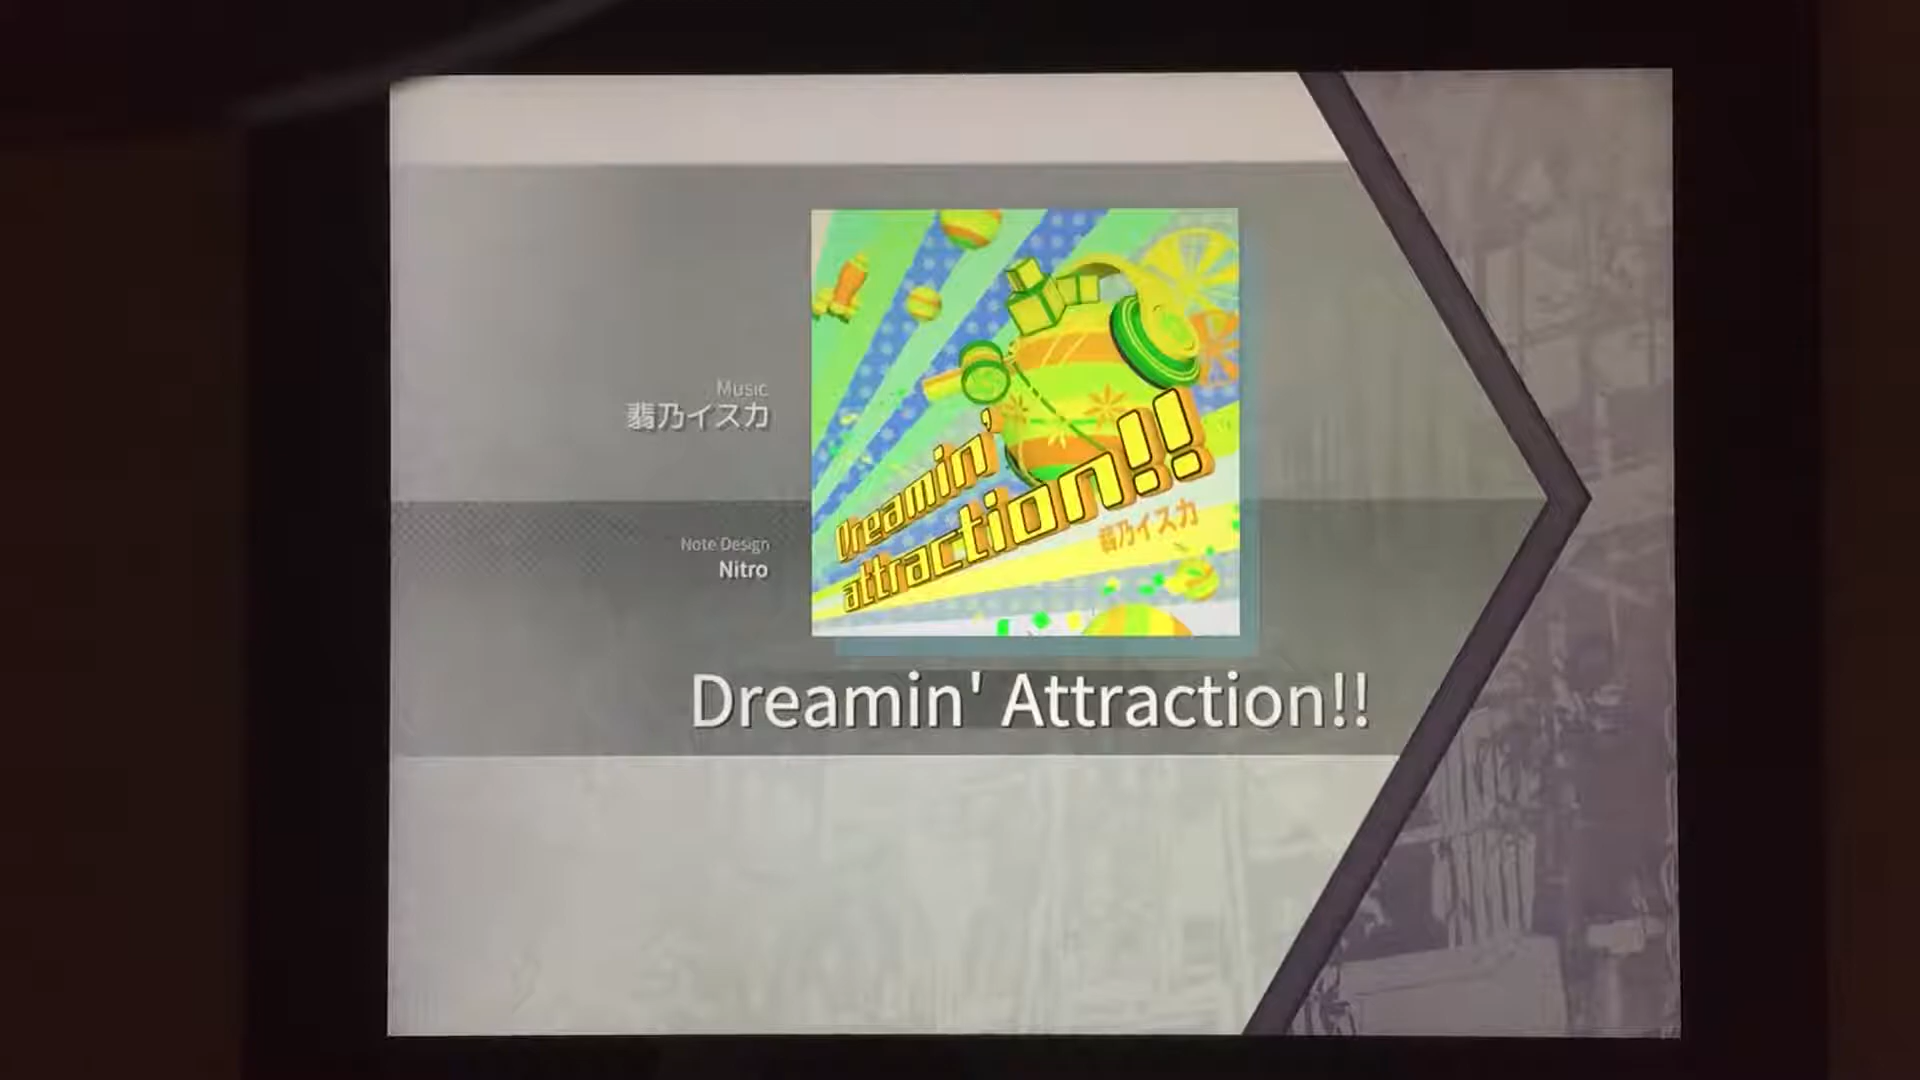 Music
翡乃イスカ
Note Design
Nitro
Dreamin'
attraction!!
翡乃イスカ
Dreamin' Attraction!!